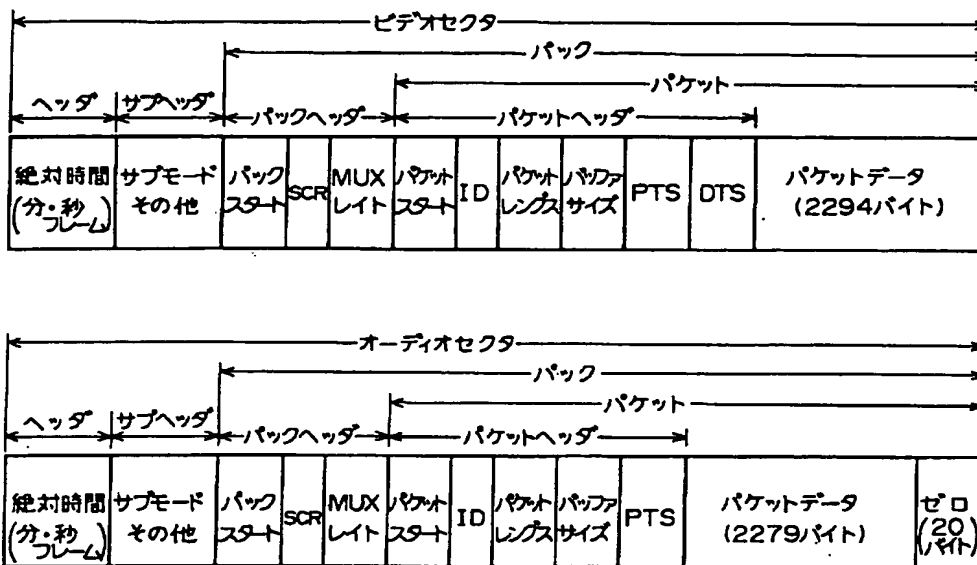 ビデオセクタ
パック
パケット
ヘッダ
サブヘッダ
パックヘッダ
パケットヘッダ
絶対時間
(分・秒
フレーム)
サブモード
その他
パック
スタート
SCR
MUX
レイト
パケット
スタート
ID
パケット
レングス
バッファ
サイズ
PTS
DTS
パケットデータ
(2294バイト)
オーディオセクタ
パック
パケット
ヘッダ
サブヘッダ
パックヘッダ
パケットヘッダ
絶対時間
(分・秒
フレーム)
サブモード
その他
パック
スタート
SCR
MUX
レイト
パケット
スタート
ID
パケット
レングス
バッファ
サイズ
PTS
パケットデータ
(2279バイト)
ゼロ
(20
バイト)